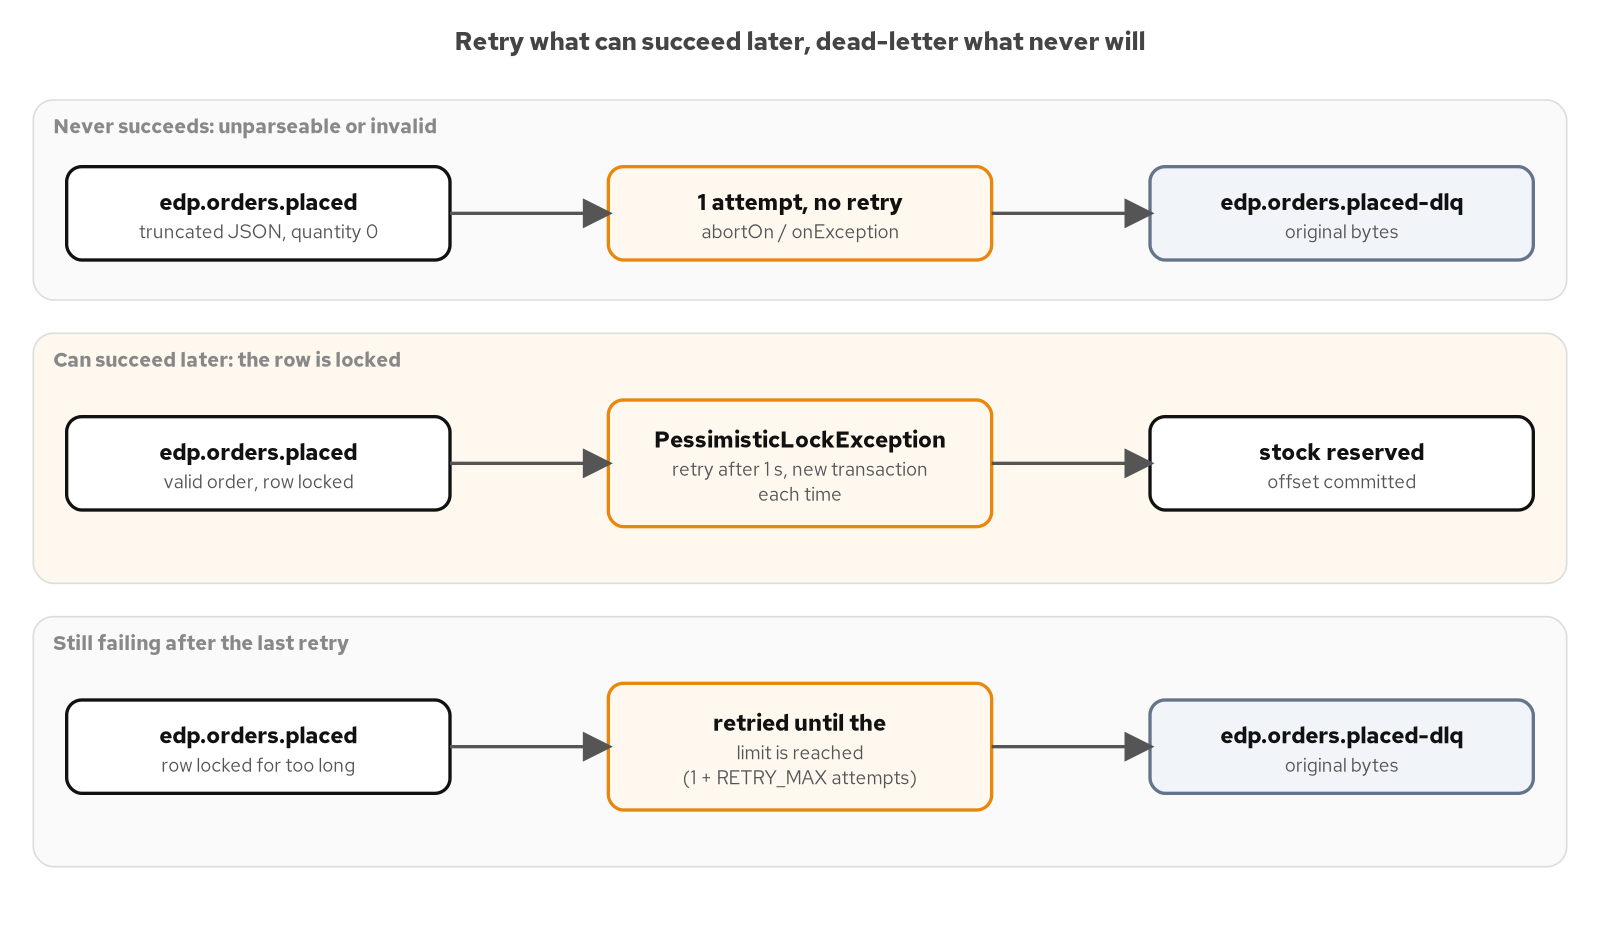 Retry what can succeed later, dead-letter what never will
Never succeeds: unparseable or invalid
edp.orders.placed
truncated JSON, quantity 0
1 attempt, no retry
abortOn / onException
edp.orders.placed-dlq
original bytes
Can succeed later: the row is locked
edp.orders.placed
valid order, row locked
PessimisticLockException
retry after 1 s, new transaction
each time
stock reserved
offset committed
Still failing after the last retry
edp.orders.placed
row locked for too long
retried until the
limit is reached
(1 + RETRY_MAX attempts)
edp.orders.placed-dlq
original bytes